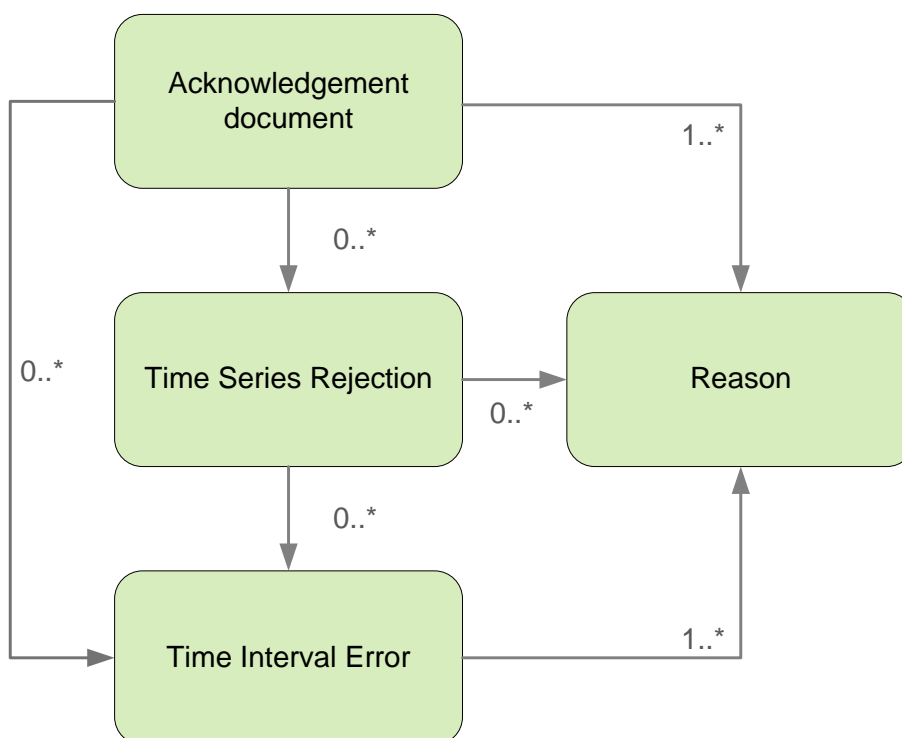 Acknowledgement
document
1..*
0..*
0..*
Time Series Rejection
Reason
0..*
0..*
Time Interval Error
1..*